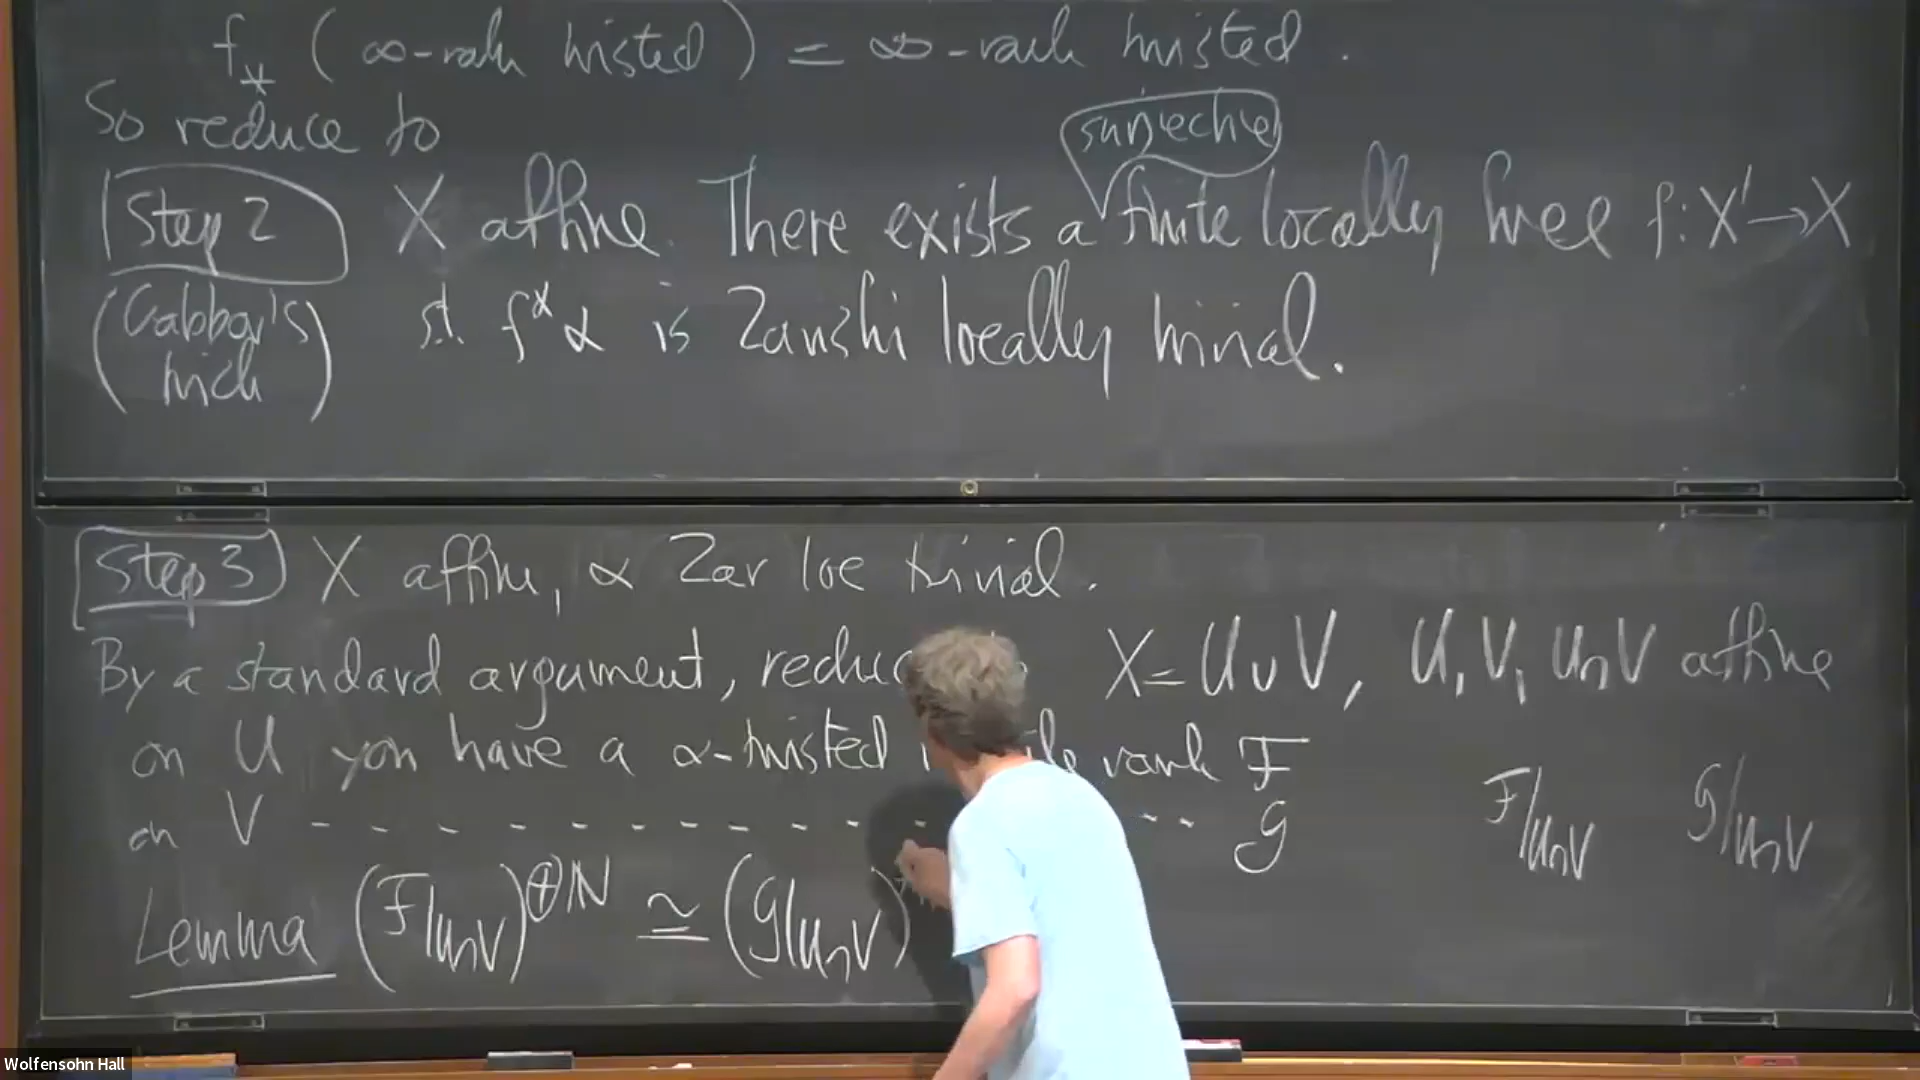 f_* (∞-rank twisted) = ∞-rank twisted.
So reduce to
surjective
Step 2 X affine. There exists a finite locally free f: X' → X
(Gabber's trick) st. f^*α is Zariski locally trivial.
Step 3 X affine, α Zar loc trivial.
By a standard argument, reduce X = U ∪ V, U, V, U∩V affine
on U you have a α-twisted rank F
on V - - - - - - - - - - - - - G
F|U∩V G|U∩V
Lemma (F|U∩V)^{⊕ℕ} ≅ (G|U∩V)
Wolfensohn Hall